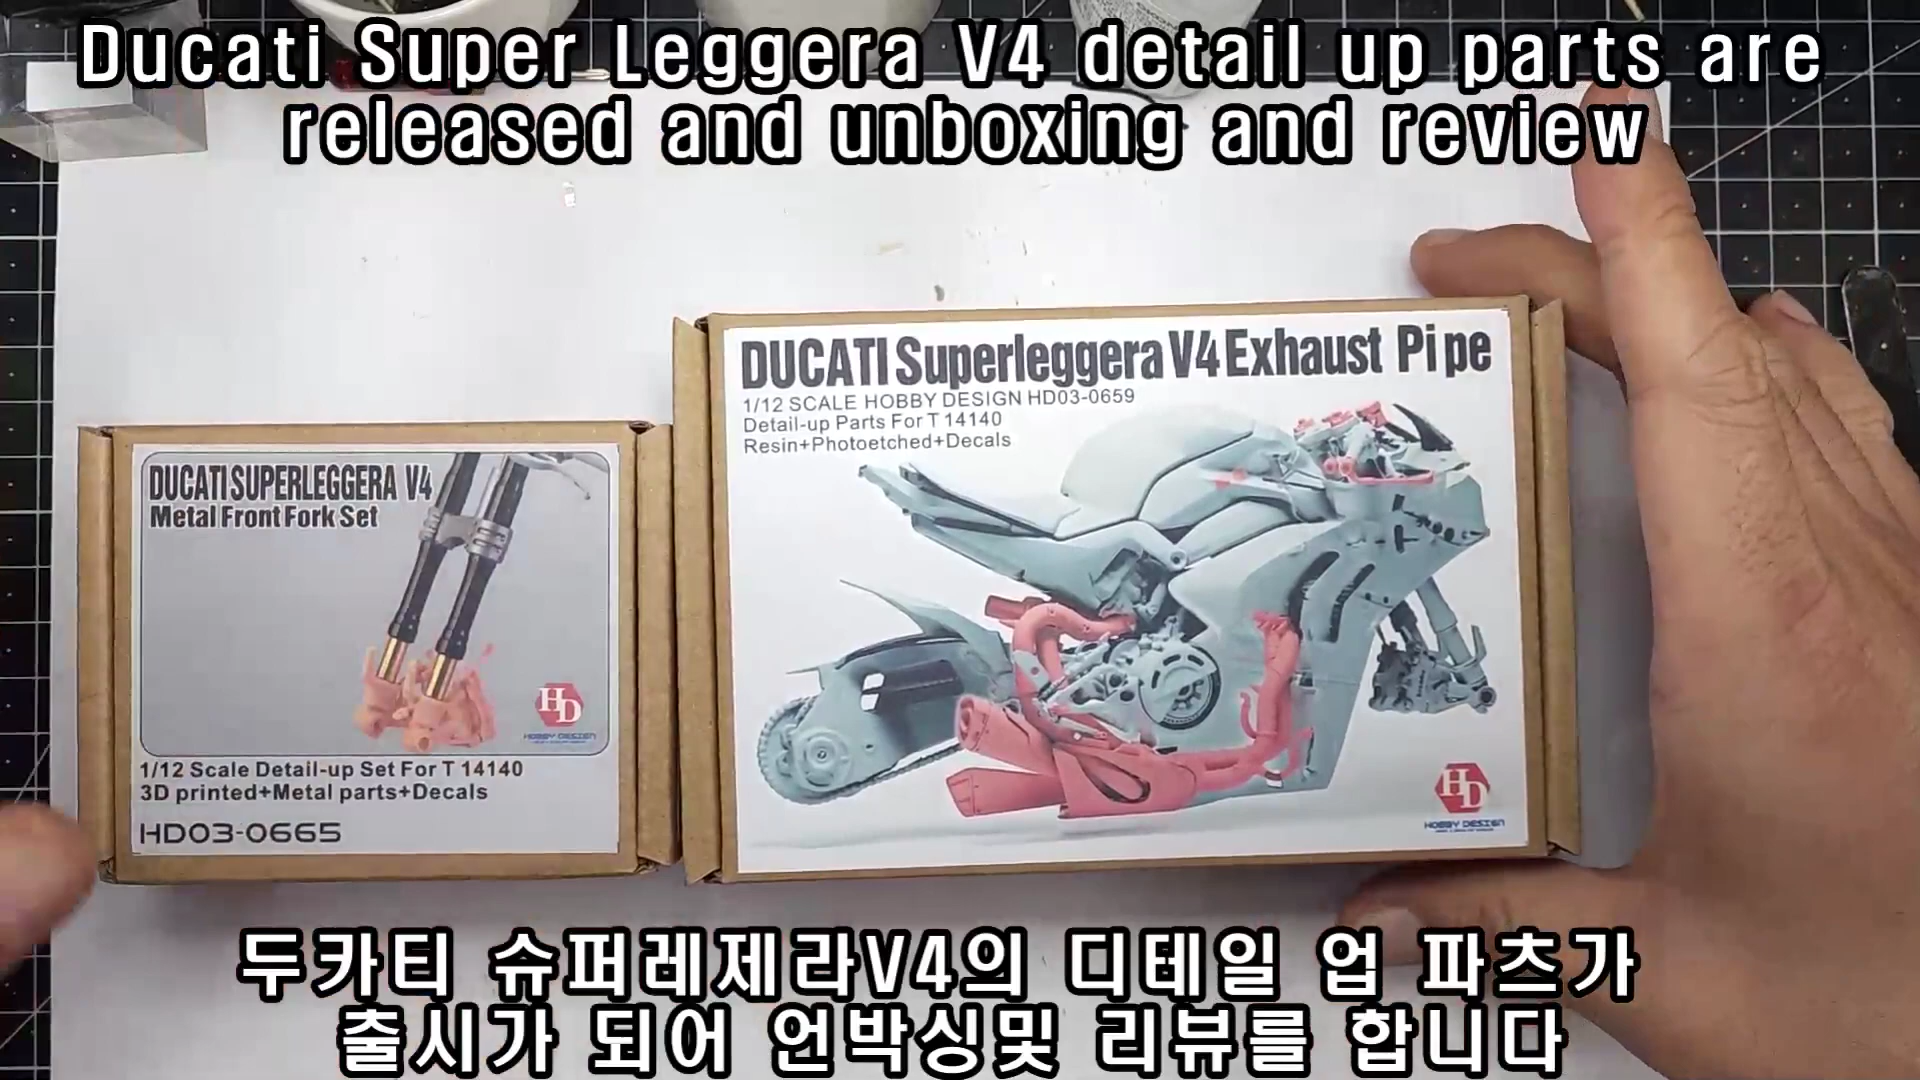 Ducati Super Leggera V4 detail up parts are
released and unboxing and review
DUCATI SUPERLEGGERA V4
Metal Front Fork Set
HD
HOBBY DESIGN
1/12 Scale Detail-up Set For T 14140
3D printed+Metal parts+Decals
HD03-0665
DUCATI Superleggera V4 Exhaust Pipe
1/12 SCALE HOBBY DESIGN HD03-0659
Detail-up Parts For T 14140
Resin+Photoetched+Decals
HD
HOBBY DESIGN
두카티 슈퍼레제라V4의 디테일 업 파츠가
출시가 되어 언박싱및 리뷰를 합니다